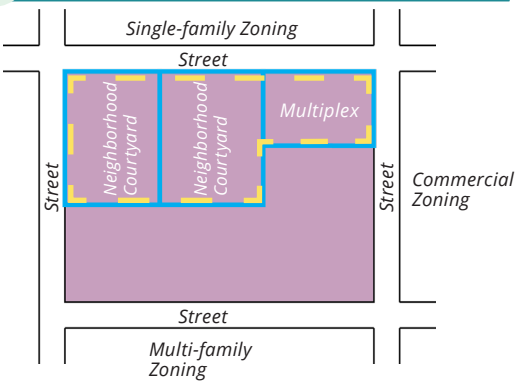 Single-family Zoning
Street
Neighborhood
Courtyard
Neighborhood
Courtyard
Multiplex
Street
Street
Commercial
Zoning
Street
Multi-family
Zoning